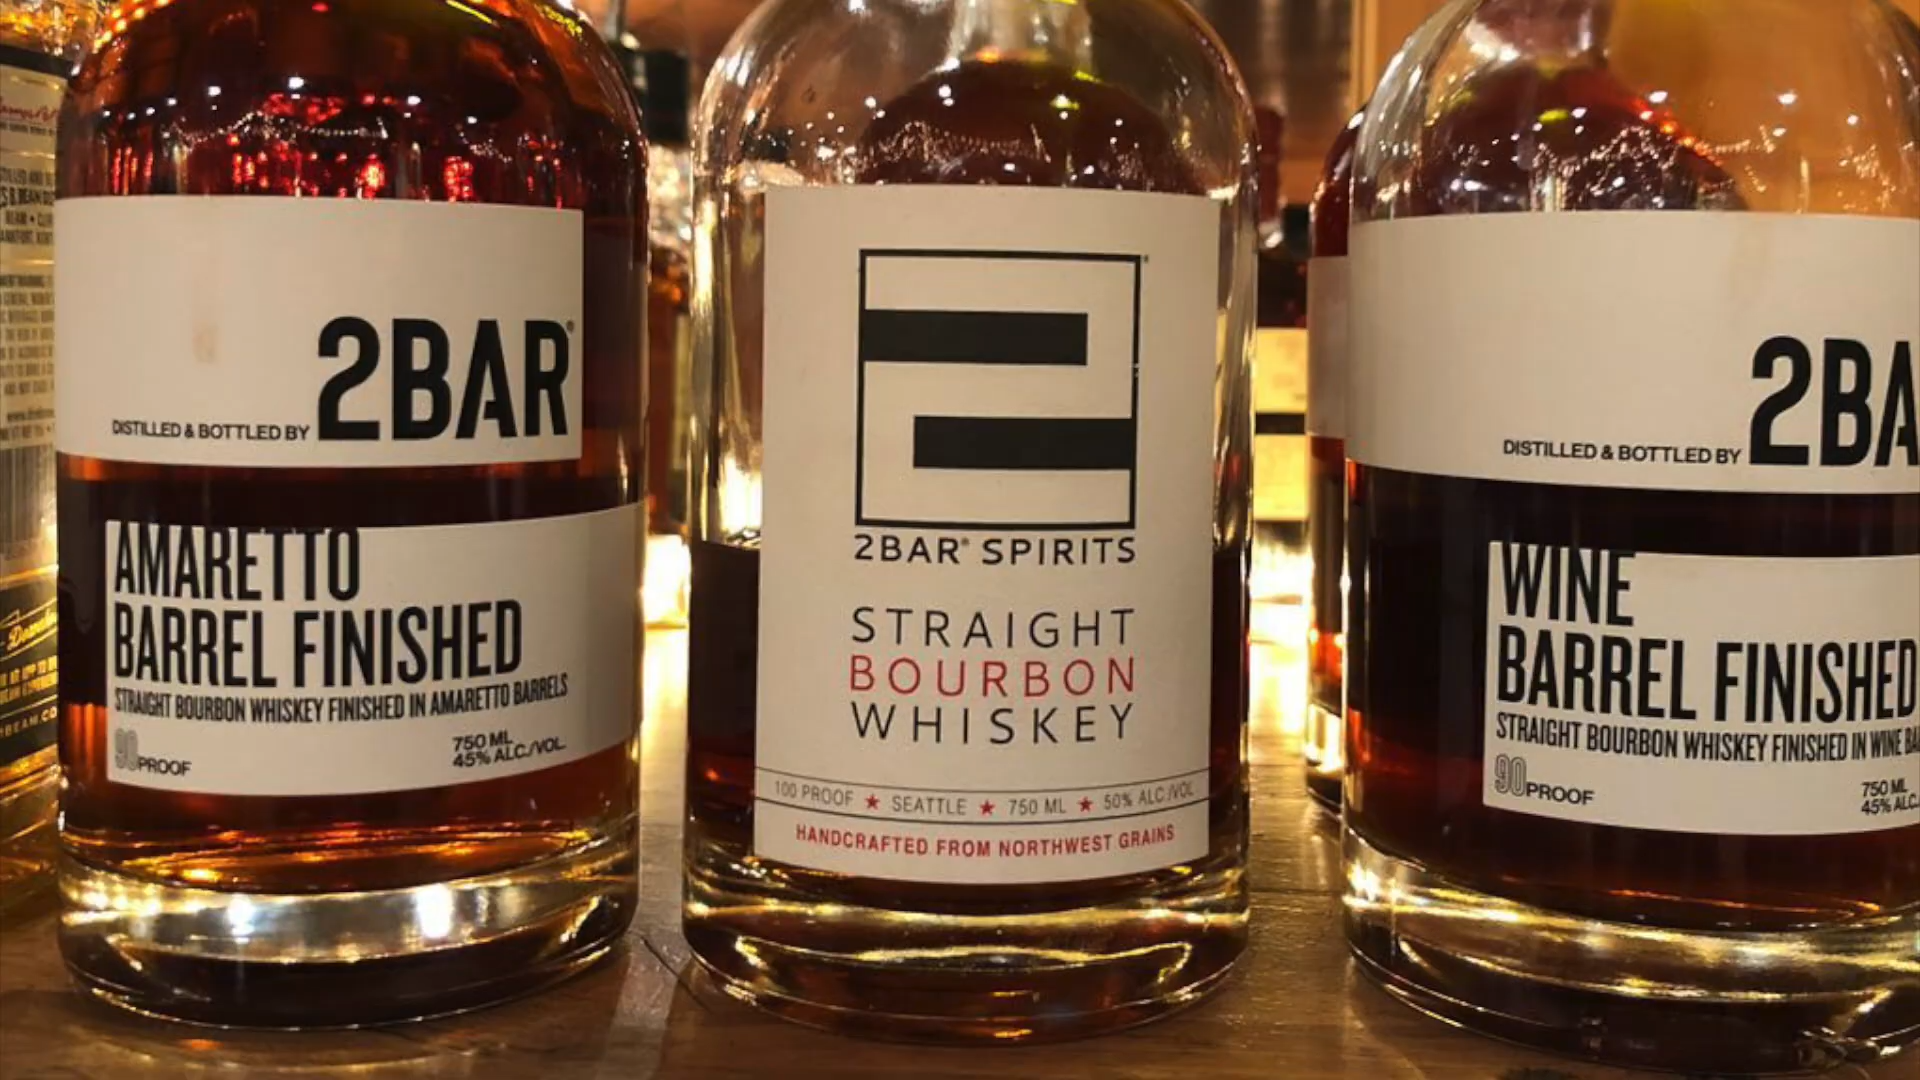 2BAR®
DISTILLED & BOTTLED BY
AMARETTO
BARREL FINISHED
STRAIGHT BOURBON WHISKEY FINISHED IN AMARETTO BARRELS
90 PROOF
750 ML
45% ALC./VOL.
2BAR® SPIRITS
STRAIGHT
BOURBON
WHISKEY
100 PROOF ★ SEATTLE ★ 750 ML ★ 50% ALC./VOL
HANDCRAFTED FROM NORTHWEST GRAINS
2BA
DISTILLED & BOTTLED BY
WINE
BARREL FINISHED
STRAIGHT BOURBON WHISKEY FINISHED IN WINE BA
90 PROOF
750 ML
45% ALC.